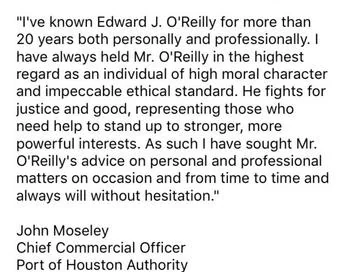 "I've known Edward J. O'Reilly for more than
20 years both personally and professionally. I
have always held Mr. O'Reilly in the highest
regard as an individual of high moral character
and impeccable ethical standard. He fights for
justice and good, representing those who
need help to stand up to stronger, more
powerful interests. As such I have sought Mr.
O'Reilly's advice on personal and professional
matters on occasion and from time to time and
always will without hesitation."

John Moseley
Chief Commercial Officer
Port of Houston Authority